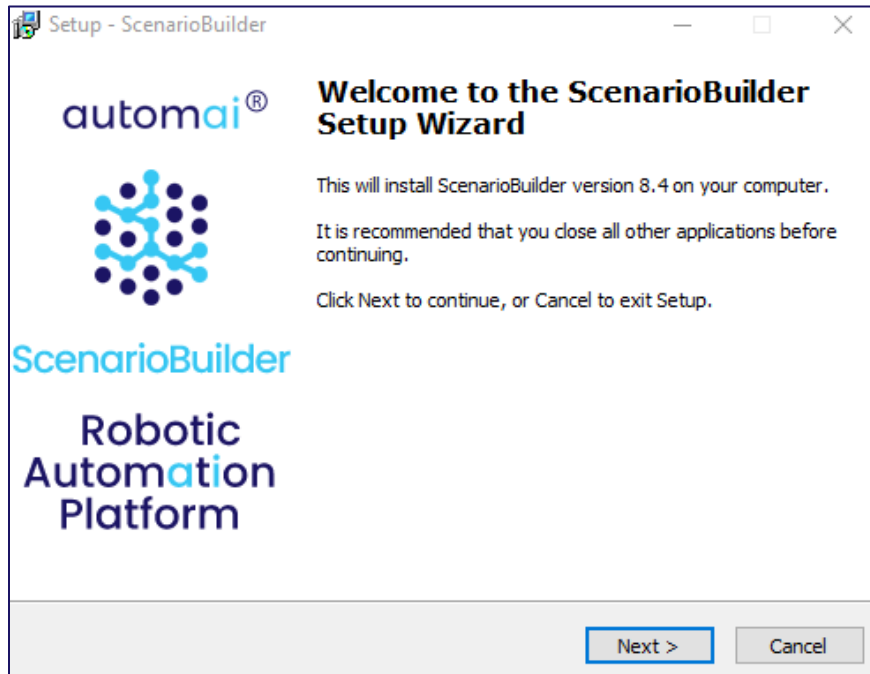 Setup - ScenarioBuilder
automai®
ScenarioBuilder
Robotic
Automation
Platform
Welcome to the ScenarioBuilder
Setup Wizard
This will install ScenarioBuilder version 8.4 on your computer.
It is recommended that you close all other applications before
continuing.
Click Next to continue, or Cancel to exit Setup.
Next >
Cancel